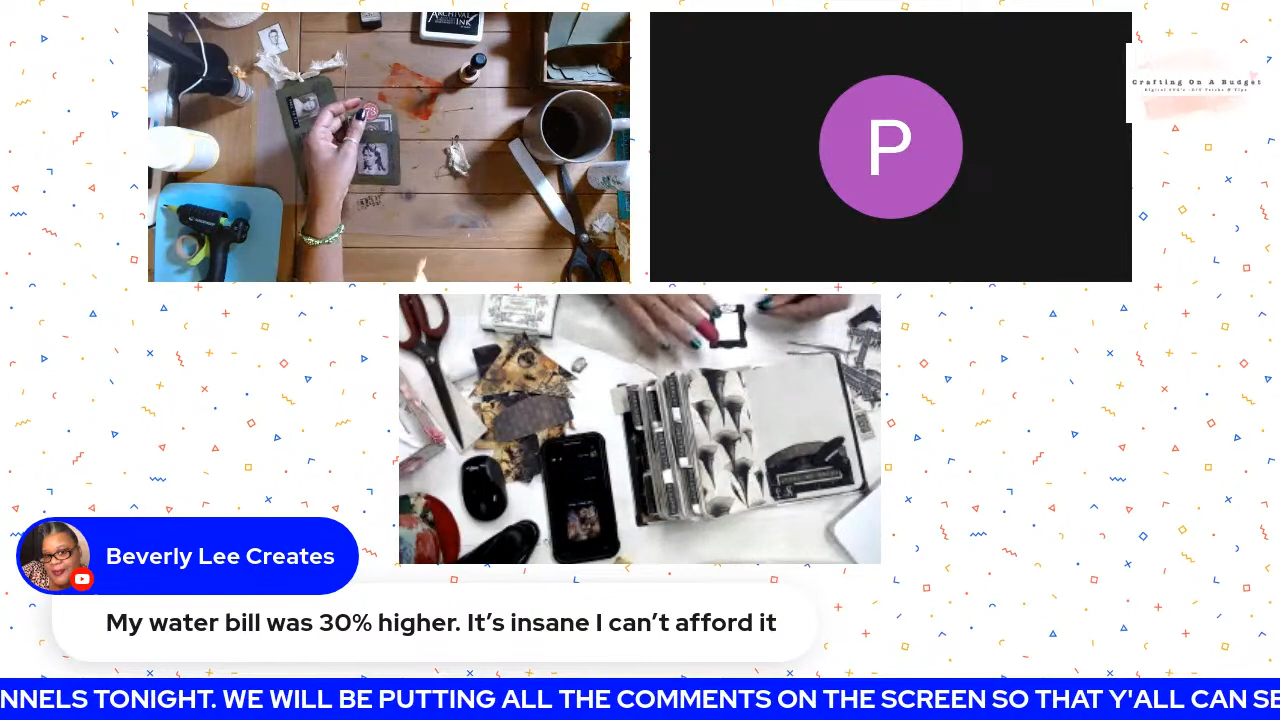 ARCHIVAL
INK
P
Crafting On A Budget
Beverly Lee Creates
My water bill was 30% higher. It’s insane I can’t afford it
NNELS TONIGHT. WE WILL BE PUTTING ALL THE COMMENTS ON THE SCREEN SO THAT Y'ALL CAN SE